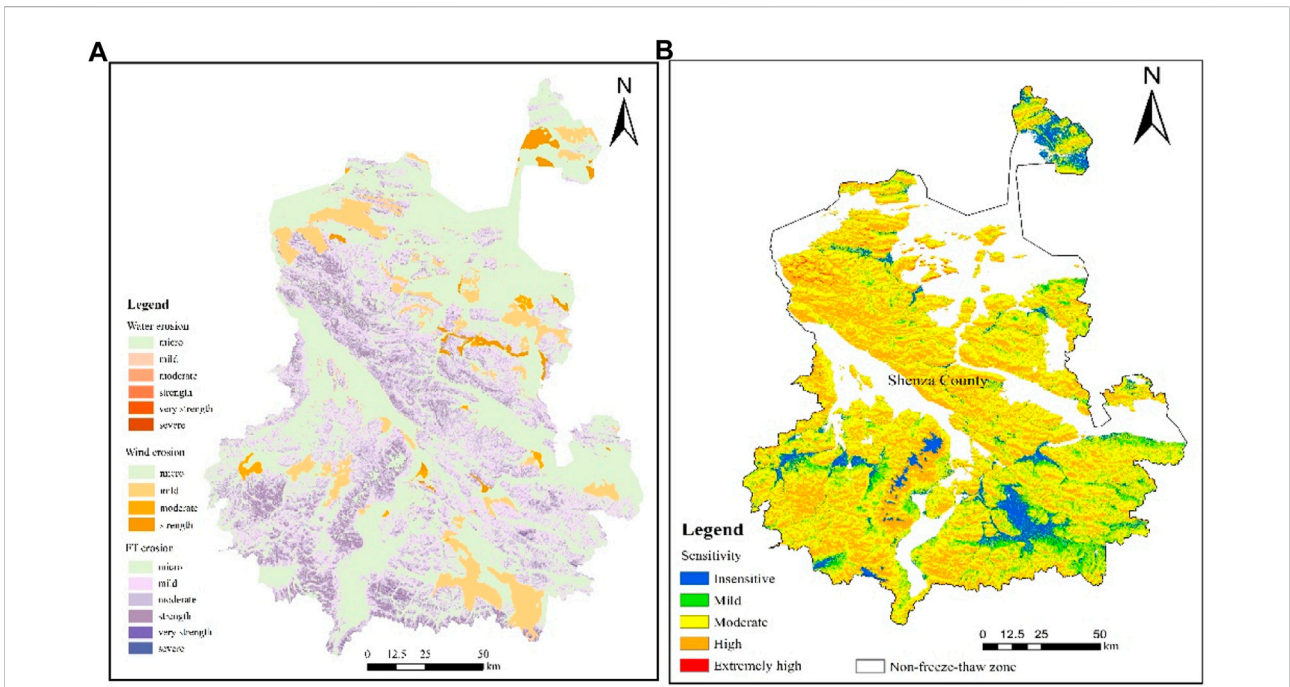 A
N
Legend
Water erosion
micro
mild
moderate
strength
very strength
severe
Wind erosion
micro
mild
moderate
strength
FT erosion
micro
mild
moderate
strength
very strength
severe
0 12.5 25 50
km
B
N
Shenza County
Legend
Sensitivity
Insensitive
Mild
Moderate
High
Extremely high
Non-freeze-thaw zone
0 12.5 25 50
km